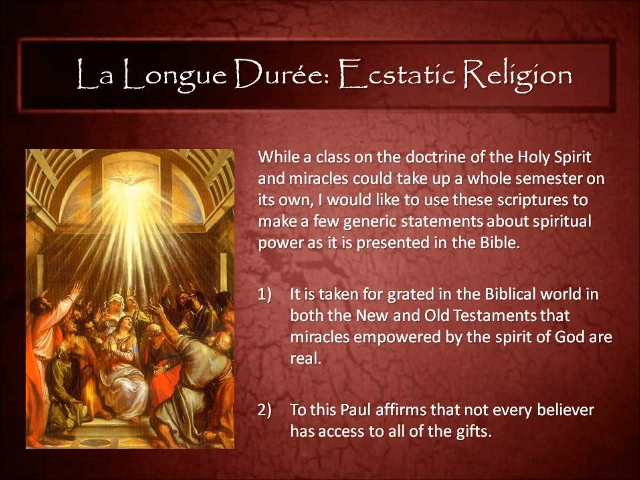 La Longue Durée: Ecstatic Religion
While a class on the doctrine of the Holy Spirit
and miracles could take up a whole semester on
its own, I would like to use these scriptures to
make a few generic statements about spiritual
power as it is presented in the Bible.
1) It is taken for grated in the Biblical world in
both the New and Old Testaments that
miracles empowered by the spirit of God are
real.
2) To this Paul affirms that not every believer
has access to all of the gifts.